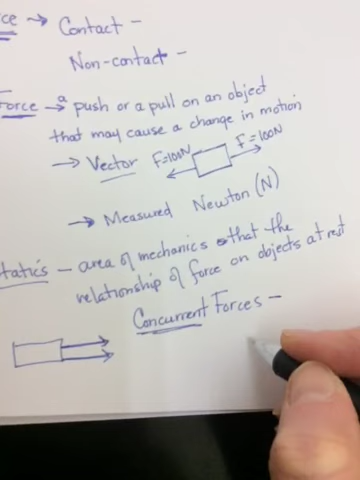 ce → Contact -
Non-contact -
Force → a push or a pull on an object
that may cause a change in motion
→ Vector F=100N F=100N
→ Measured Newton (N)
tatics - area of mechanics that the
relationship of force on objects at rest
Concurrent Forces -